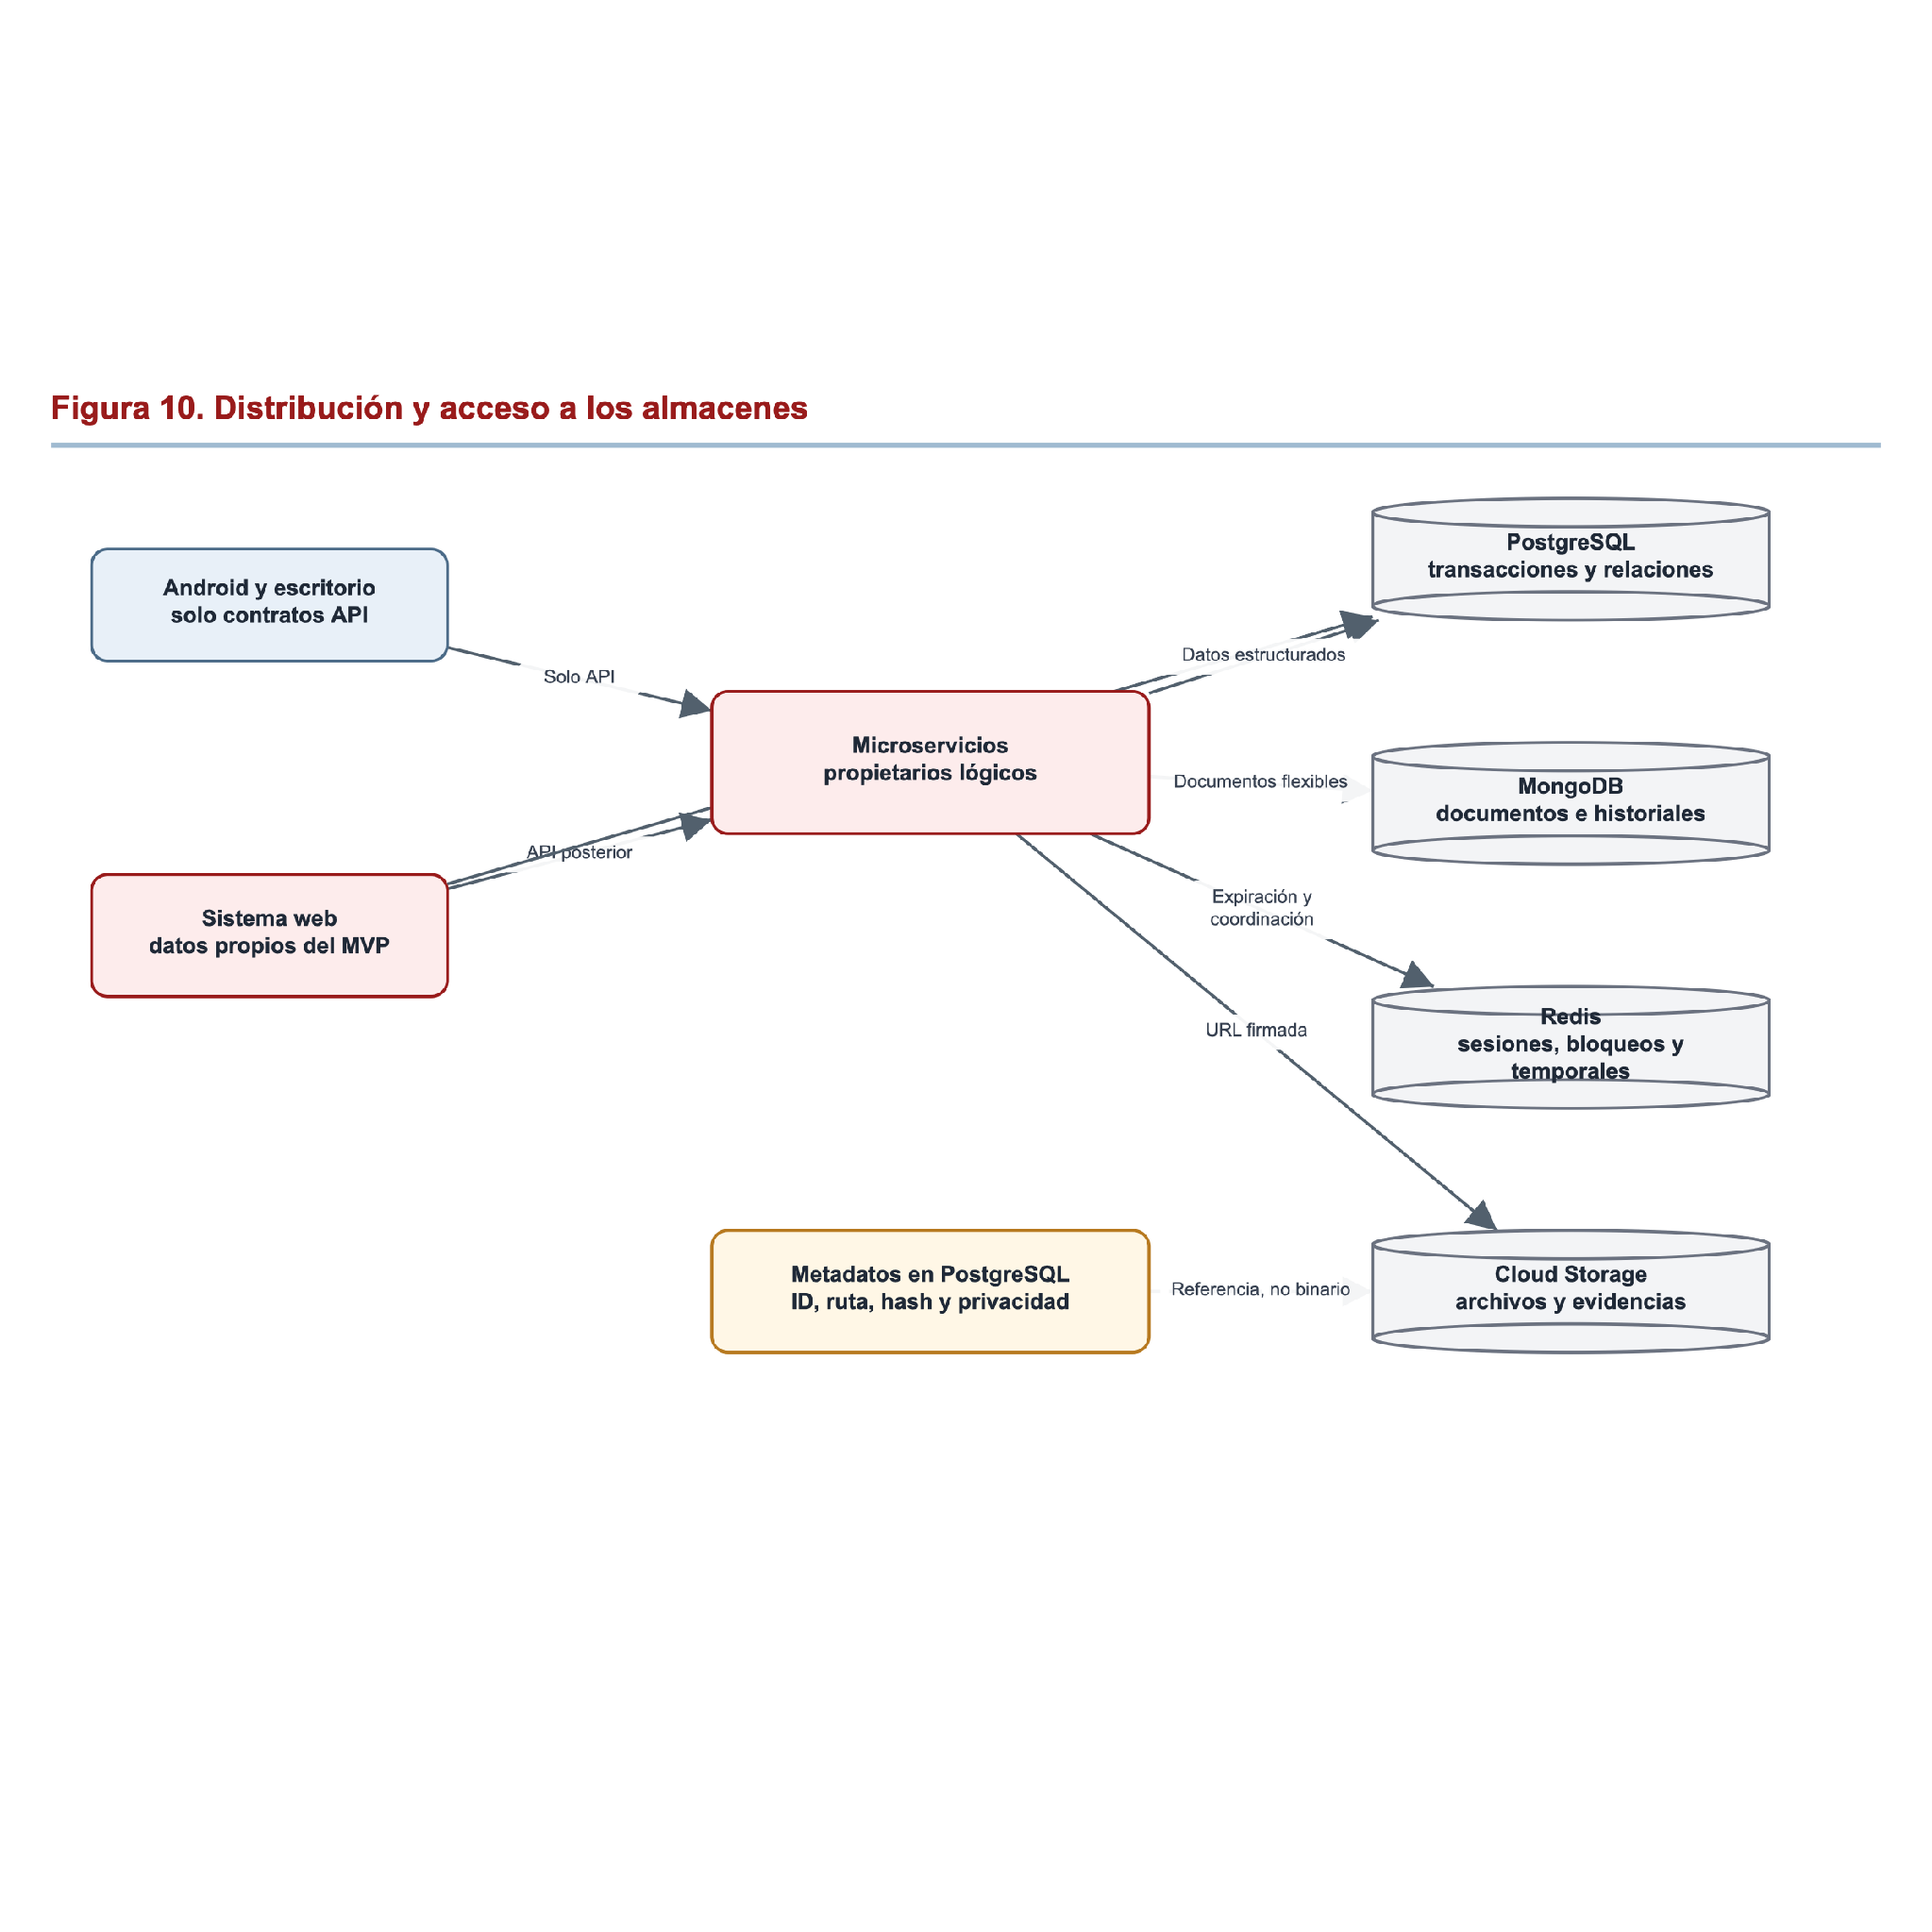 Figura 10. Distribución y acceso a los almacenes
Android y escritorio
solo contratos API
Solo API
Sistema web
datos propios del MVP
API posterior
Microservicios
propietarios lógicos
Datos estructurados
Documentos flexibles
Expiración y
coordinación
URL firmada
PostgreSQL
transacciones y relaciones
MongoDB
documentos e historiales
Redis
sesiones, bloqueos y
temporales
Metadatos en PostgreSQL
ID, ruta, hash y privacidad
Referencia, no binario
Cloud Storage
archivos y evidencias